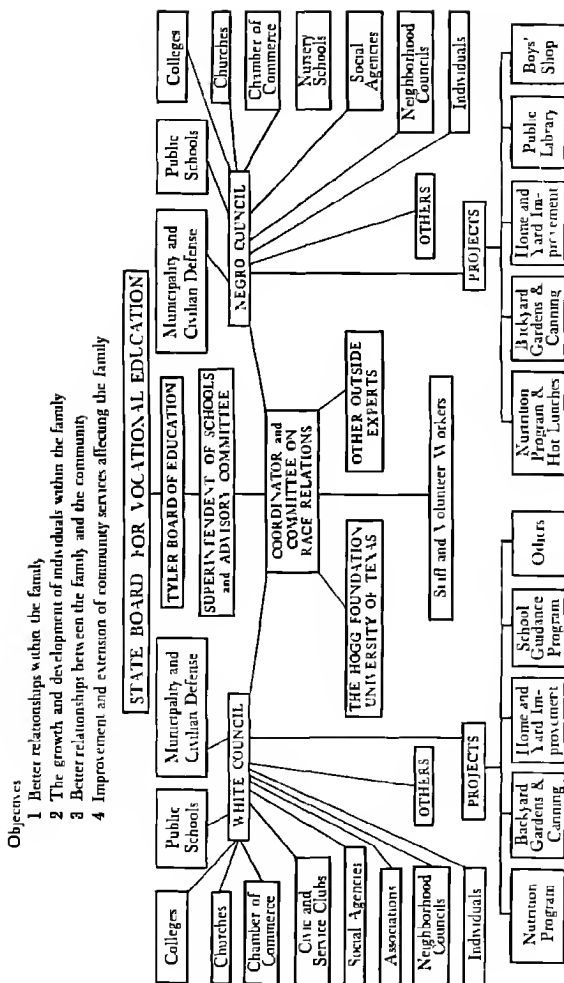 Objectives
1 Better relationships within the family
2 The growth and development of individuals within the family
3 Better relationships between the family and the community
4 Improvement and extension of community services affecting the family
STATE BOARD FOR VOCATIONAL EDUCATION
TYLER BOARD OF EDUCATION
SUPERINTENDENT OF SCHOOLS
and ADVISORY COMMITTEE
COORDINATOR and
COMMITTEE ON
RACE RELATIONS
THE HOGG FOUNDATION
UNIVERSITY OF TEXAS
OTHER OUTSIDE
EXPERTS
Staff and Volunteer Workers
Colleges
Public
Schools
Municipality and
Civilian Defense
WHITE COUNCIL
Churches
Chamber of
Commerce
Civic and
Service Clubs
Social Agencies
Associations
Neighborhood
Councils
Individuals
OTHERS
PROJECTS
Nutrition
Program
Backyard
Gardens &
Canning
Home and
Yard Im-
provement
School
Guidance
Program
Others
Municipality and
Civilian Defense
Public
Schools
Colleges
NEGRO COUNCIL
Churches
Chamber of
Commerce
Nursery
Schools
Social
Agencies
Neighborhood
Councils
Individuals
OTHERS
PROJECTS
Nutrition
Program &
Hot Lunches
Backyard
Gardens &
Canning
Home and
Yard Im-
provement
Public
Library
Boys'
Shop